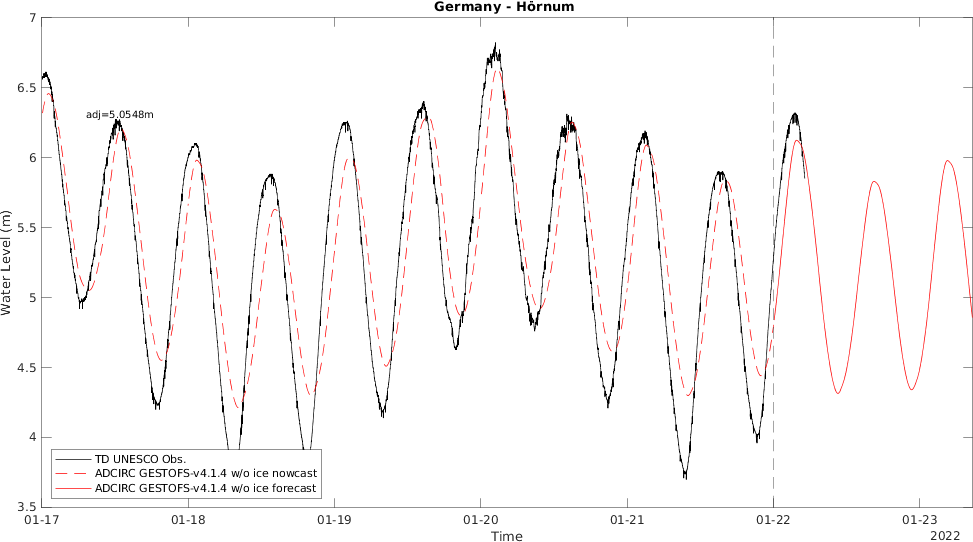 Germany - Hörnum
7
6.5
6
5.5
5
4.5
4
3.5
Water Level (m)
adj=5.0548m
TD UNESCO Obs.
ADCIRC GESTOFS-v4.1.4 w/o ice nowcast
ADCIRC GESTOFS-v4.1.4 w/o ice forecast
01-17 01-18 01-19 01-20 01-21 01-22 01-23
Time
2022